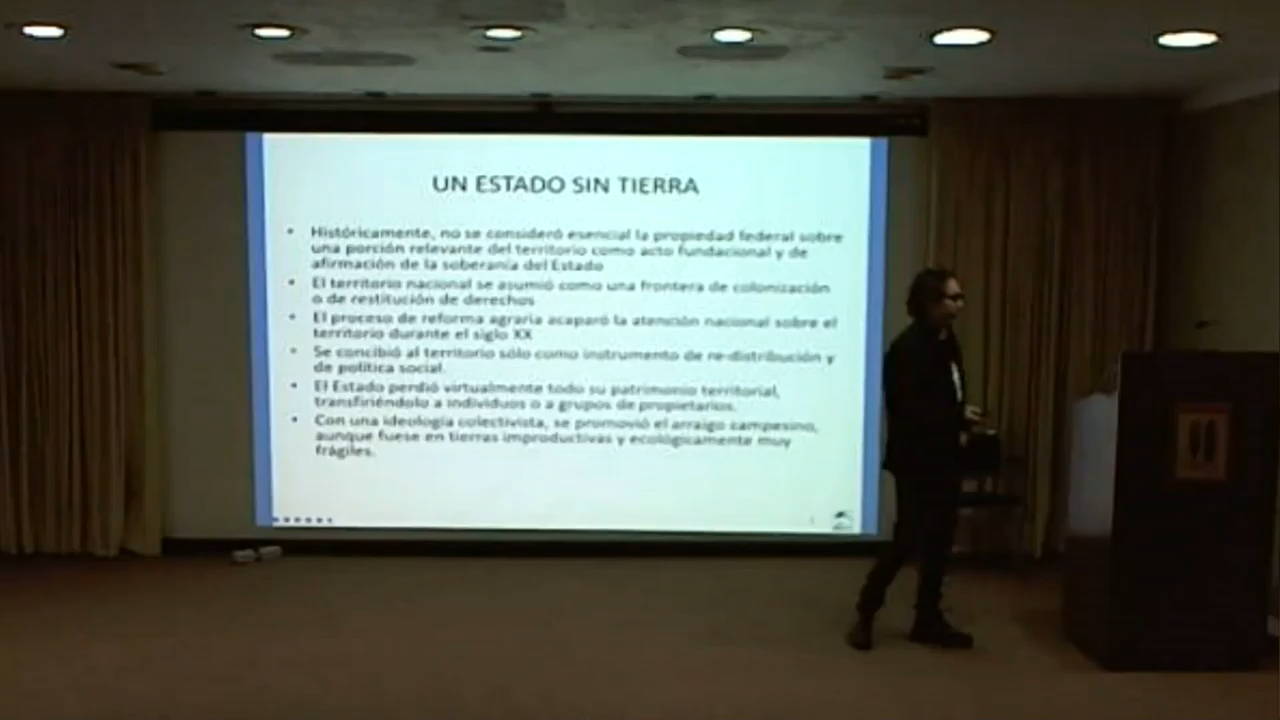 UN ESTADO SIN TIERRA
• Históricamente, no se consideró esencial la propiedad federal sobre
una porción relevante del territorio como acto fundacional y de
afirmación de la soberanía del Estado
• El territorio nacional se asumió como una frontera de colonización
o de restitución de derechos
• El proceso de reforma agraria acaparó la atención nacional sobre el
territorio durante el siglo XX
• Se concibió al territorio sólo como instrumento de re-distribución y
de política social.
• El Estado perdió virtualmente todo su patrimonio territorial,
transfiriéndolo a individuos o a grupos de propietarios.
• Con una ideología colectivista, se promovió el arraigo campesino,
aunque fuese en tierras improductivas y ecológicamente muy
frágiles.